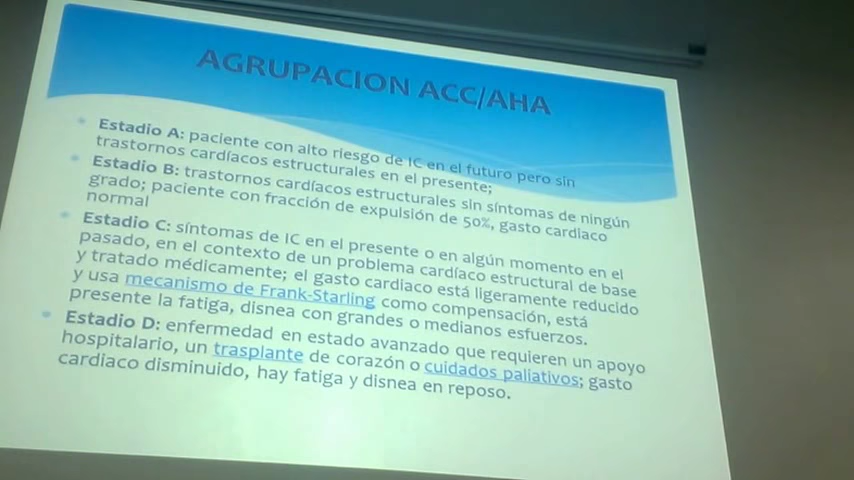 AGRUPACION ACC/AHA
Estadio A: paciente con alto riesgo de IC en el futuro pero sin
trastornos cardíacos estructurales en el presente;
Estadio B: trastornos cardíacos estructurales sin síntomas de ningún
grado; paciente con fracción de expulsión de 50%, gasto cardiaco
normal
Estadio C: síntomas de IC en el presente o en algún momento en el
pasado, en el contexto de un problema cardíaco estructural de base
y tratado médicamente; el gasto cardiaco está ligeramente reducido
y usa mecanismo de Frank-Starling como compensación, está
presente la fatiga, disnea con grandes o medianos esfuerzos.
Estadio D: enfermedad en estado avanzado que requieren un apoyo
hospitalario, un trasplante de corazón o cuidados paliativos; gasto
cardiaco disminuido, hay fatiga y disnea en reposo.